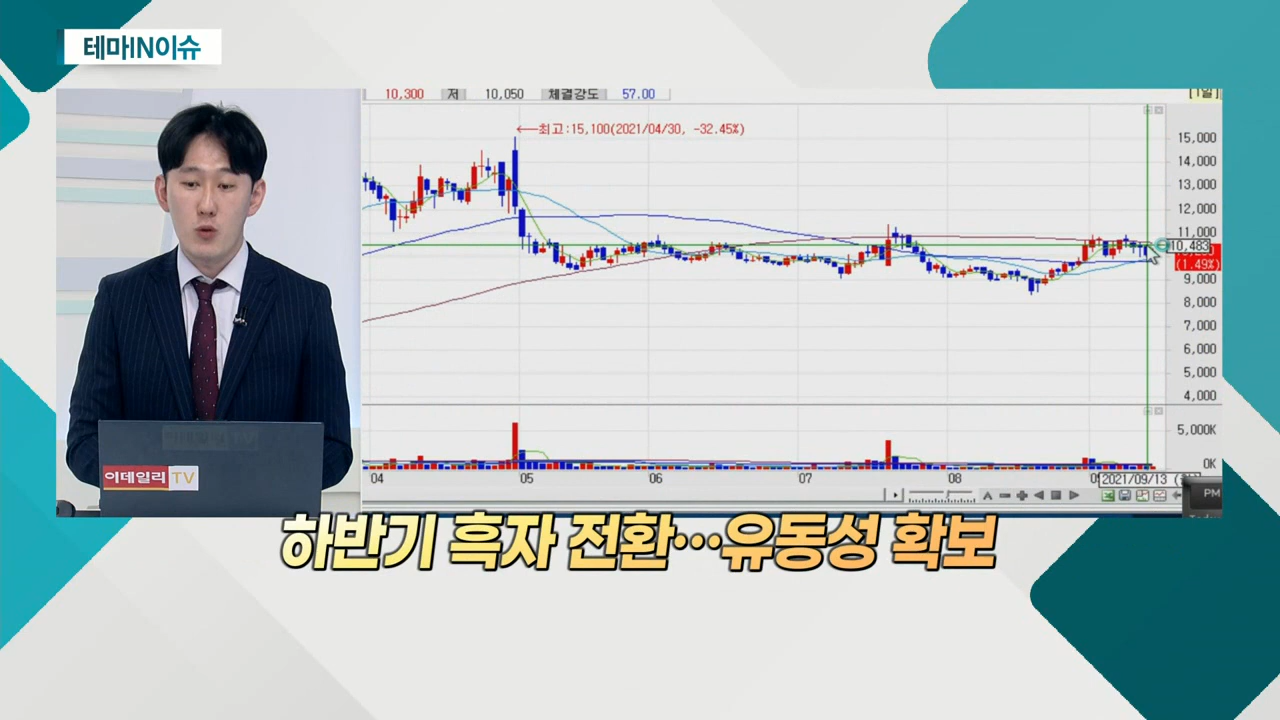 테마IN이슈
10,300 저 10,050 체결강도 57.00 [1일]
←최고:15,100(2021/04/30, -32.45%)
15,000
14,000
13,000
12,000
11,000
10,483
(1.49%)
9,000
8,000
7,000
6,000
5,000
4,000
5,000K
0K
04 05 06 07 08 2021/09/13
PM
이데일리TV
하반기 흑자 전환…유동성 확보